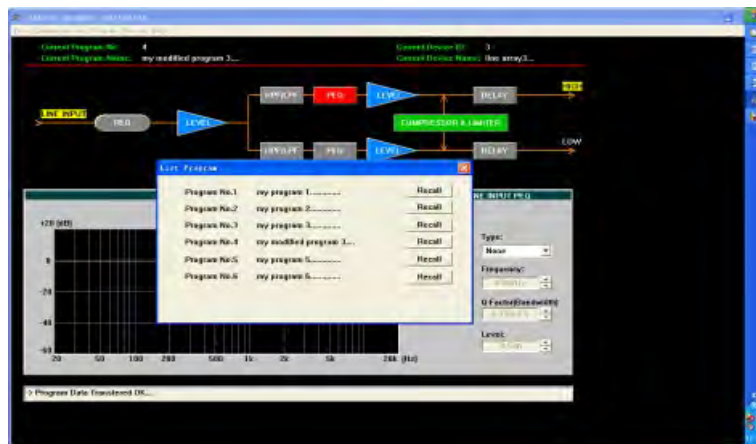 Current Program No: 4
Current Program Name: my modified program 3....
Current Device ID: 3
Current Device Name: line array3...
HIGH
HPF/LPF
PEQ
LEVEL
DELAY
LINE INPUT
PEQ
LEVEL
COMPRESSOR & LIMITER
LOW
HPF/LPF
PEQ
LEVEL
DELAY
List Program
Program No.1 my program 1............ Recall
Program No.2 my program 2............ Recall
Program No.3 my program 3............ Recall
Program No.4 my modified program 3.... Recall
Program No.5 my program 5............ Recall
Program No.6 my program 6............ Recall
LINE INPUT PEQ
+20 (dB)
0
-20
-40
-60
20 50 100 200 500 1k 2k 5k 20k (Hz)
Type:
None
Frequency:
Q Factor(Bandwidth)
Level:
> Program Data Transfered OK...